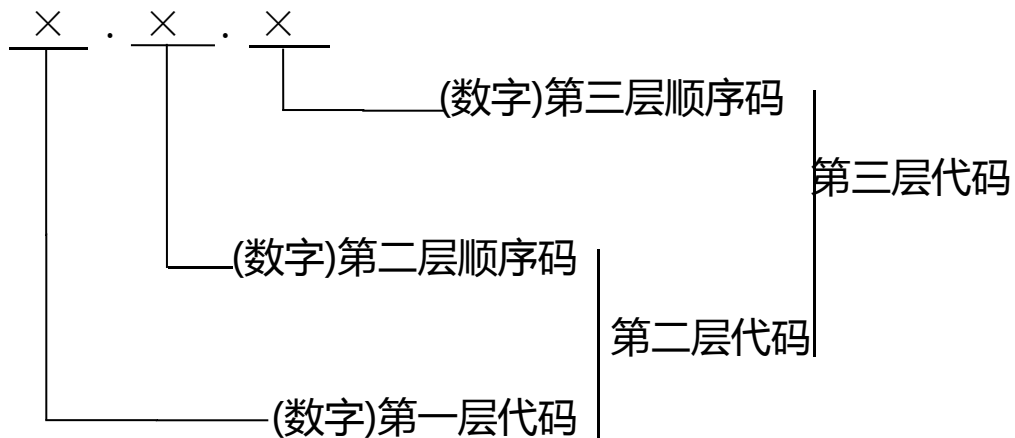 × . × . ×
(数字)第三层顺序码
第三层代码
(数字)第二层顺序码
第二层代码
(数字)第一层代码